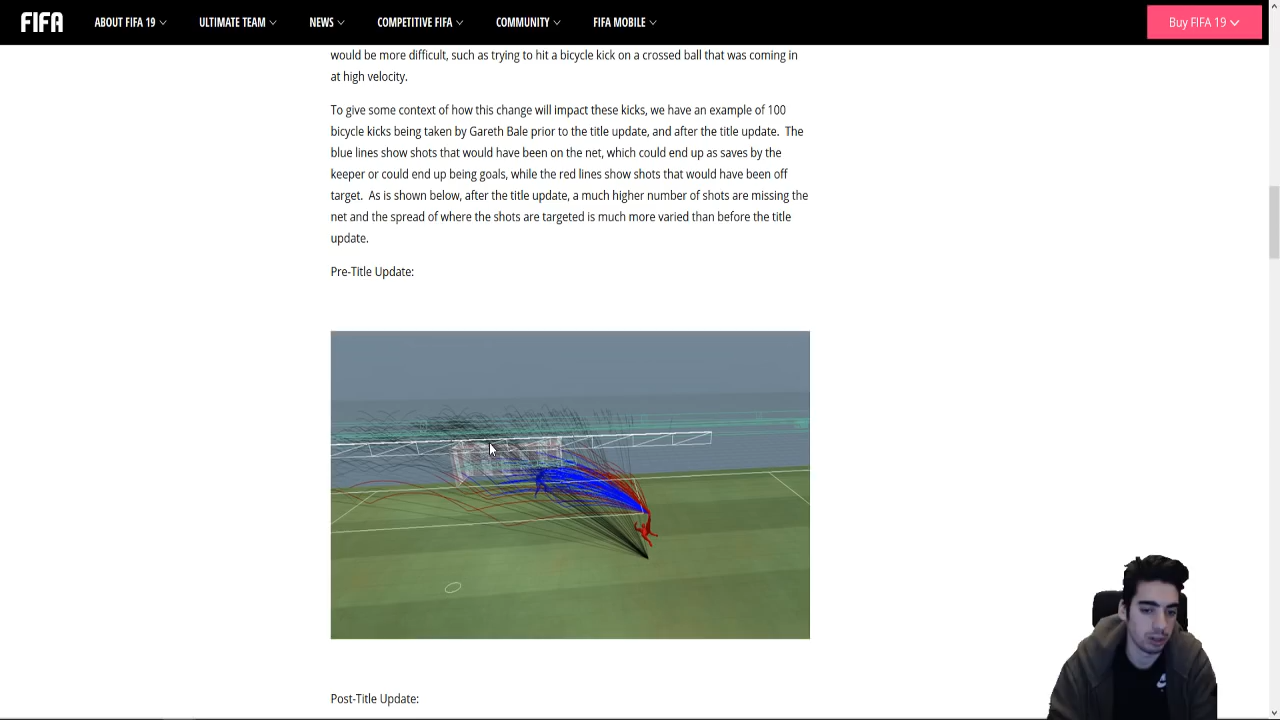 FIFA
ABOUT FIFA 19
ULTIMATE TEAM
NEWS
COMPETITIVE FIFA
COMMUNITY
FIFA MOBILE
Buy FIFA 19
would be more difficult, such as trying to hit a bicycle kick on a crossed ball that was coming in
at high velocity.
To give some context of how this change will impact these kicks, we have an example of 100
bicycle kicks being taken by Gareth Bale prior to the title update, and after the title update.  The
blue lines show shots that would have been on the net, which could end up as saves by the
keeper or could end up being goals, while the red lines show shots that would have been off
target.  As is shown below, after the title update, a much higher number of shots are missing the
net and the spread of where the shots are targeted is much more varied than before the title
update.
Pre-Title Update:
Post-Title Update: